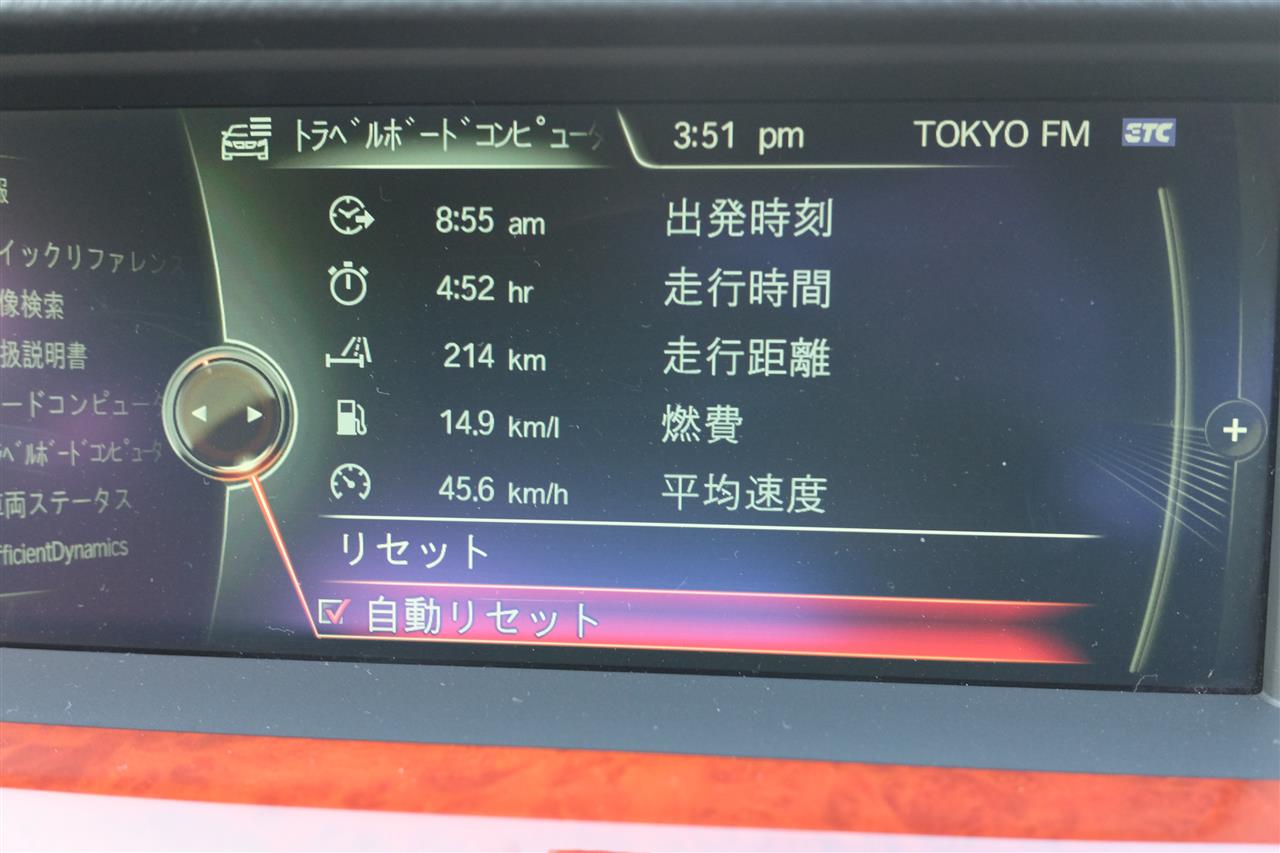 トラベルボードコンピュータ
3:51 pm
TOKYO FM
ETC
8:55 am 出発時刻
4:52 hr 走行時間
214 km 走行距離
14.9 km/l 燃費
45.6 km/h 平均速度
リセット
自動リセット
報
イックリファレンス
像検索
扱説明書
ードコンピュータ
ラベルボードコンピュータ
車両ステータス
fficientDynamics